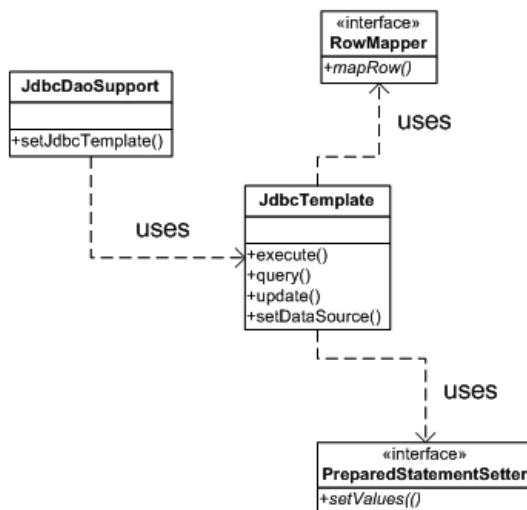 «interface»
RowMapper
+mapRow()
JdbcDaoSupport
+setJdbcTemplate()
uses
JdbcTemplate
uses
+execute()
+query()
+update()
+setDataSource()
uses
«interface»
PreparedStatementSetter
+setValues(()